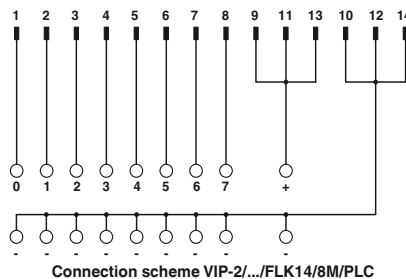 1 2 3 4 5 6 7 8 9 11 13 10 12 14
0 1 2 3 4 5 6 7 +
- - - - - - - - -
Connection scheme VIP-2/.../FLK14/8M/PLC